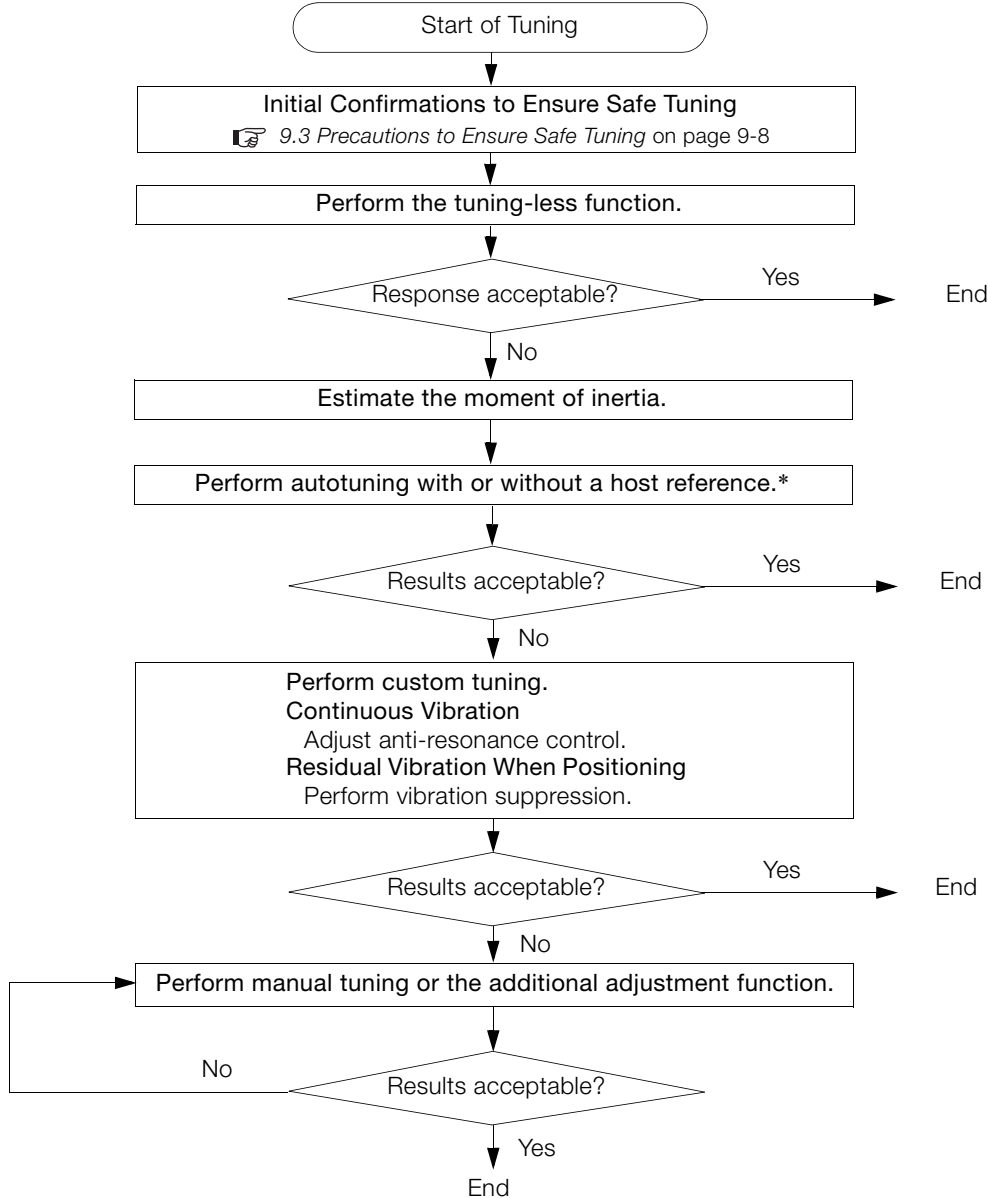 Start of Tuning
Initial Confirmations to Ensure Safe Tuning
9.3 Precautions to Ensure Safe Tuning on page 9-8
Perform the tuning-less function.
Response acceptable?
Yes
End
No
Estimate the moment of inertia.
Perform autotuning with or without a host reference.*
Results acceptable?
Yes
End
No
Perform custom tuning.
Continuous Vibration
Adjust anti-resonance control.
Residual Vibration When Positioning
Perform vibration suppression.
Results acceptable?
Yes
End
No
Perform manual tuning or the additional adjustment function.
No
Results acceptable?
Yes
End